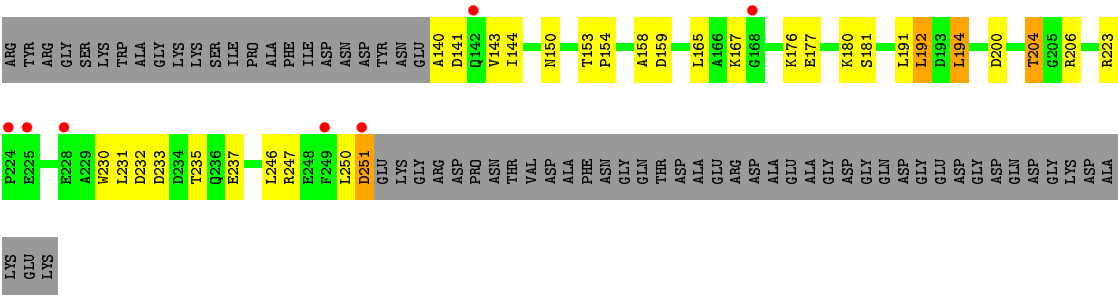 ARG TYR ARG GLY SER LYS TRP ALA GLY LYS LYS SER ILE PRO ALA PHE ILE ASP ASN ASP TYR ASN GLU A140 D141 Q142 V143 I144 N150 T153 P154 A158 D159 L165 A166 K167 G168 K176 E177 K180 S181 L191 L192 D193 L194 D200 T204 G205 R206 R223
P224 E225 E228 A229 W230 L231 D232 D233 D234 T235 Q236 E237 L246 R247 E248 F249 L250 D251 GLU LYS GLY ARG ASP PRO ASN THR VAL ASP ALA PHE ASN GLY GLN THR ASP ALA GLU ARG ASP ALA GLU ALA GLY ASP GLY GLN ASP GLY GLU ASP GLY ASP GLN ASP GLY LYS ASP ALA
LYS GLU LYS